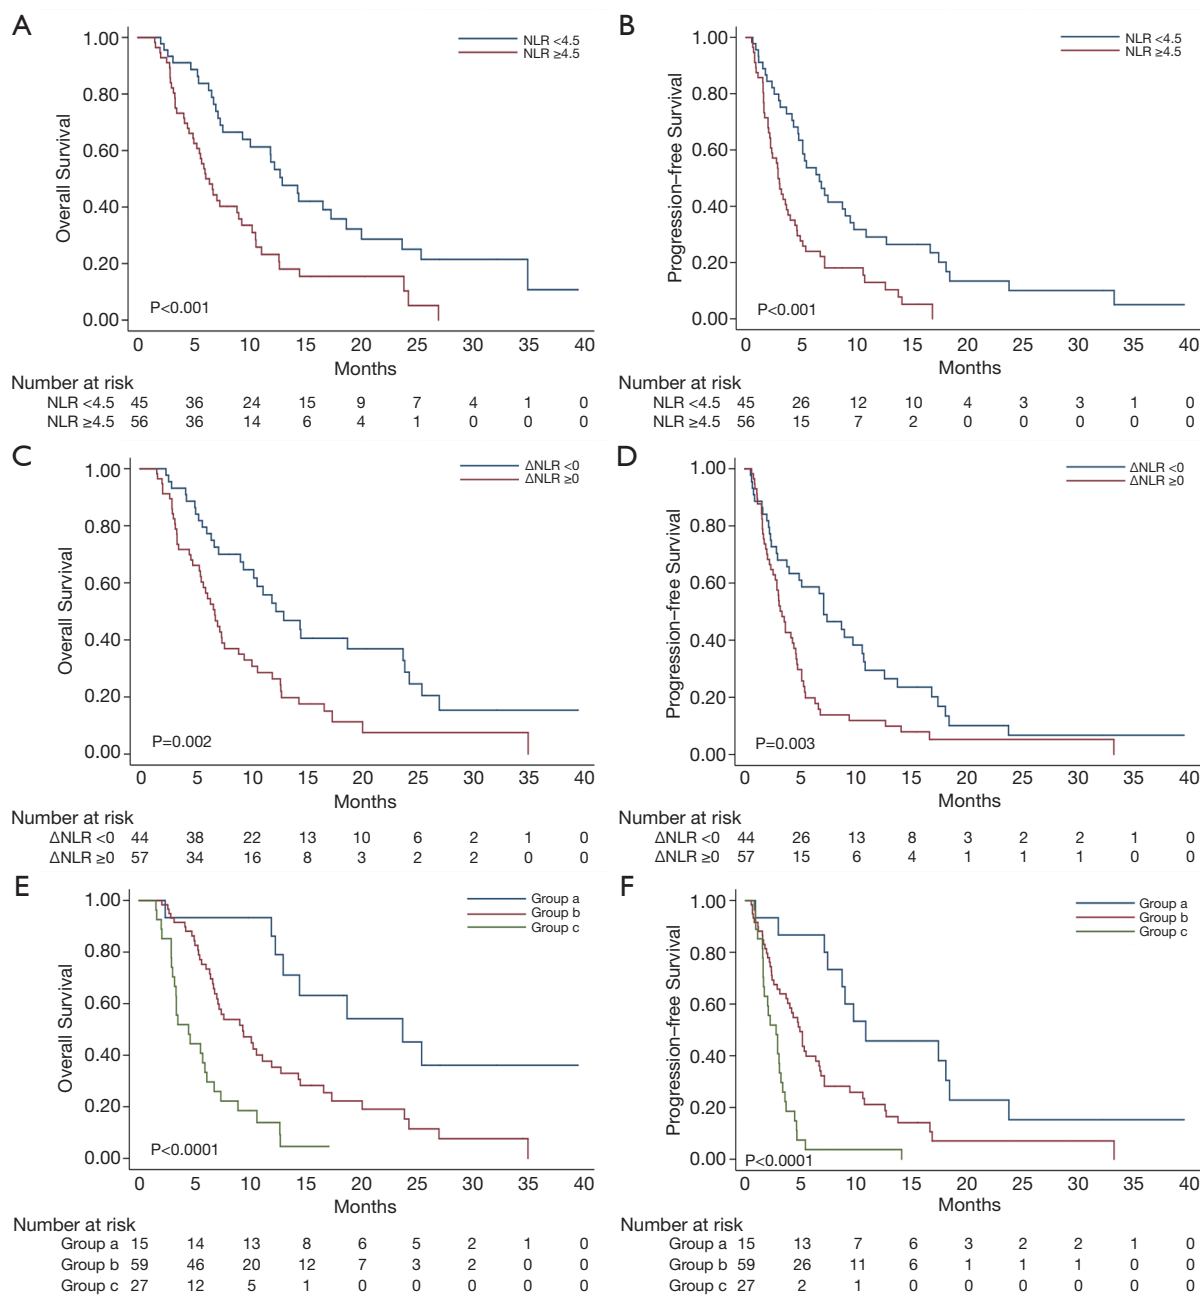 A
Overall Survival
1.00
0.80
0.60
0.40
0.20
0.00
NLR <4.5
NLR ≥4.5
P<0.001
0 5 10 15 20 25 30 35 40
Months
Number at risk
NLR <4.5 45 36 24 15 9 7 4 1 0
NLR ≥4.5 56 36 14 6 4 1 0 0 0
B
Progression–free Survival
1.00
0.80
0.60
0.40
0.20
0.00
NLR <4.5
NLR ≥4.5
P<0.001
0 5 10 15 20 25 30 35 40
Months
Number at risk
NLR <4.5 45 26 12 10 4 3 3 1 0
NLR ≥4.5 56 15 7 2 0 0 0 0 0
C
Overall Survival
1.00
0.80
0.60
0.40
0.20
0.00
ΔNLR <0
ΔNLR ≥0
P=0.002
0 5 10 15 20 25 30 35 40
Months
Number at risk
ΔNLR <0 44 38 22 13 10 6 2 1 0
ΔNLR ≥0 57 34 16 8 3 2 2 0 0
D
Progression–free Survival
1.00
0.80
0.60
0.40
0.20
0.00
ΔNLR <0
ΔNLR ≥0
P=0.003
0 5 10 15 20 25 30 35 40
Months
Number at risk
ΔNLR <0 44 26 13 8 3 2 2 1 0
ΔNLR ≥0 57 15 6 4 1 1 1 0 0
E
Overall Survival
1.00
0.80
0.60
0.40
0.20
0.00
Group a
Group b
Group c
P<0.0001
0 5 10 15 20 25 30 35 40
Months
Number at risk
Group a 15 14 13 8 6 5 2 1 0
Group b 59 46 20 12 7 3 2 0 0
Group c 27 12 5 1 0 0 0 0 0
F
Progression–free Survival
1.00
0.80
0.60
0.40
0.20
0.00
Group a
Group b
Group c
P<0.0001
0 5 10 15 20 25 30 35 40
Months
Number at risk
Group a 15 13 7 6 3 2 2 1 0
Group b 59 26 11 6 1 1 1 0 0
Group c 27 2 1 0 0 0 0 0 0